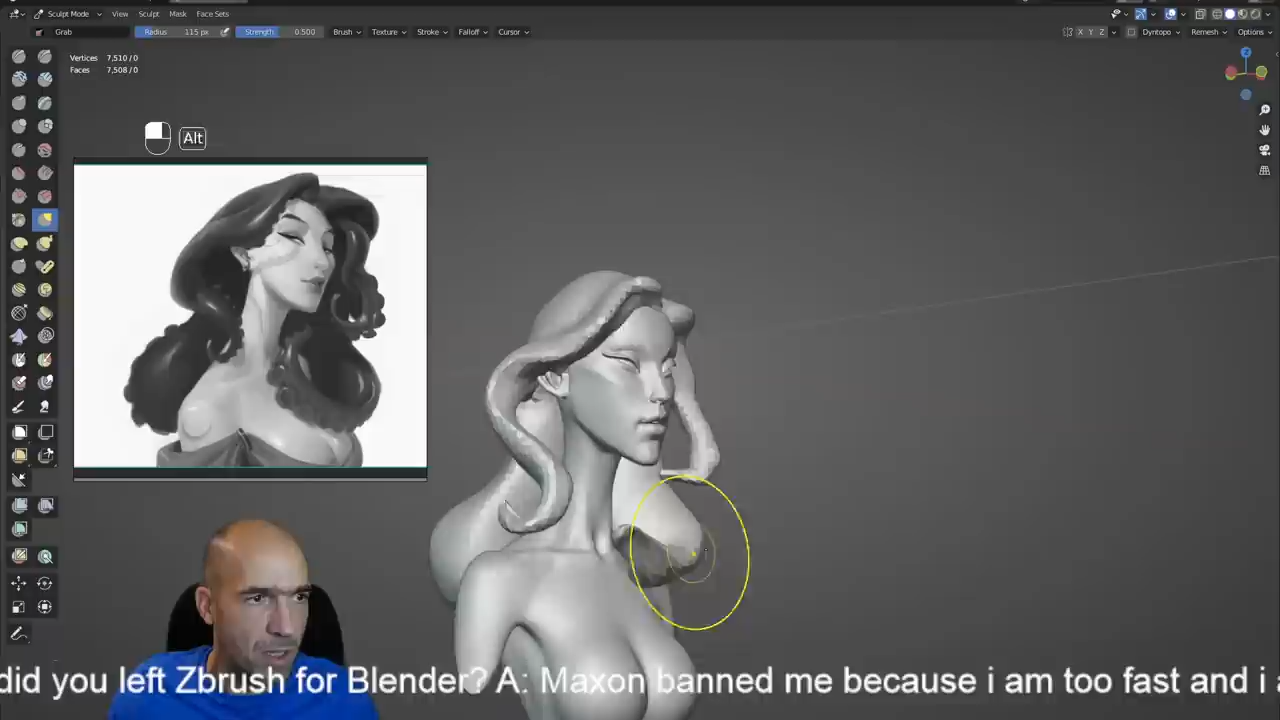 Sculpt Mode View Sculpt Mask Face Sets
Grab Radius 115 px Strength 0.500 Brush Texture Stroke Falloff Cursor X Y Z Dyntopo Remesh Options
Vertices 7,510 / 0
Faces 7,508 / 0
Z
Alt
did you left Zbrush for Blender? A: Maxon banned me because i am too fast and i a